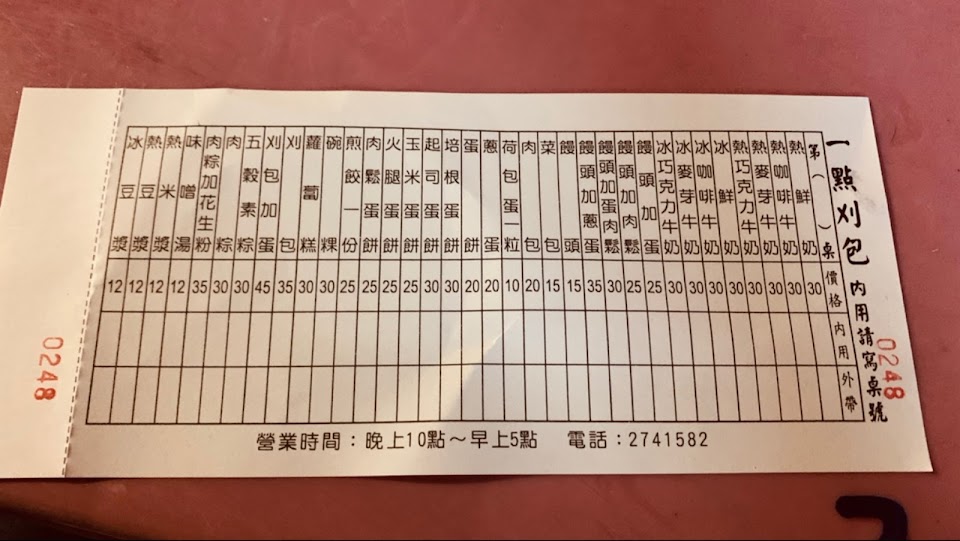 一點刈包 內用請寫桌號
0248
第( )桌 價格 內用 外帶
熱鮮奶 30
熱咖啡牛奶 30
熱麥芽牛奶 30
熱巧克力牛奶 30
冰鮮奶 30
冰咖啡牛奶 30
冰麥芽牛奶 30
冰巧克力牛奶 30
饅頭加蛋 25
饅頭加肉鬆 25
饅頭加蛋肉鬆 30
饅頭加蔥蛋 35
饅頭 15
菜包 15
肉包 20
荷包蛋一粒 10
蔥蛋 20
蛋餅 20
培根蛋餅 30
起司蛋餅 30
玉米蛋餅 25
火腿蛋餅 25
肉鬆蛋餅 25
煎餃一份 25
碗粿 30
蘿蔔糕 30
刈包 35
刈包加蛋 45
五穀素粽 30
肉粽 30
肉粽加花生粉 35
味噌湯 12
熱米漿 12
熱豆漿 12
冰豆漿 12
營業時間：晚上10點～早上5點 電話：2741582
0248